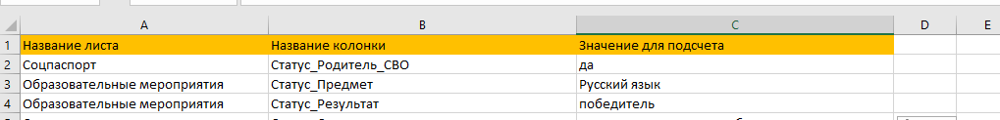 A B C D E
1 Название листа Название колонки Значение для подсчета
2 Соцпаспорт Статус_Родитель_СВО да
3 Образовательные мероприятия Статус_Предмет Русский язык
4 Образовательные мероприятия Статус_Результат победитель